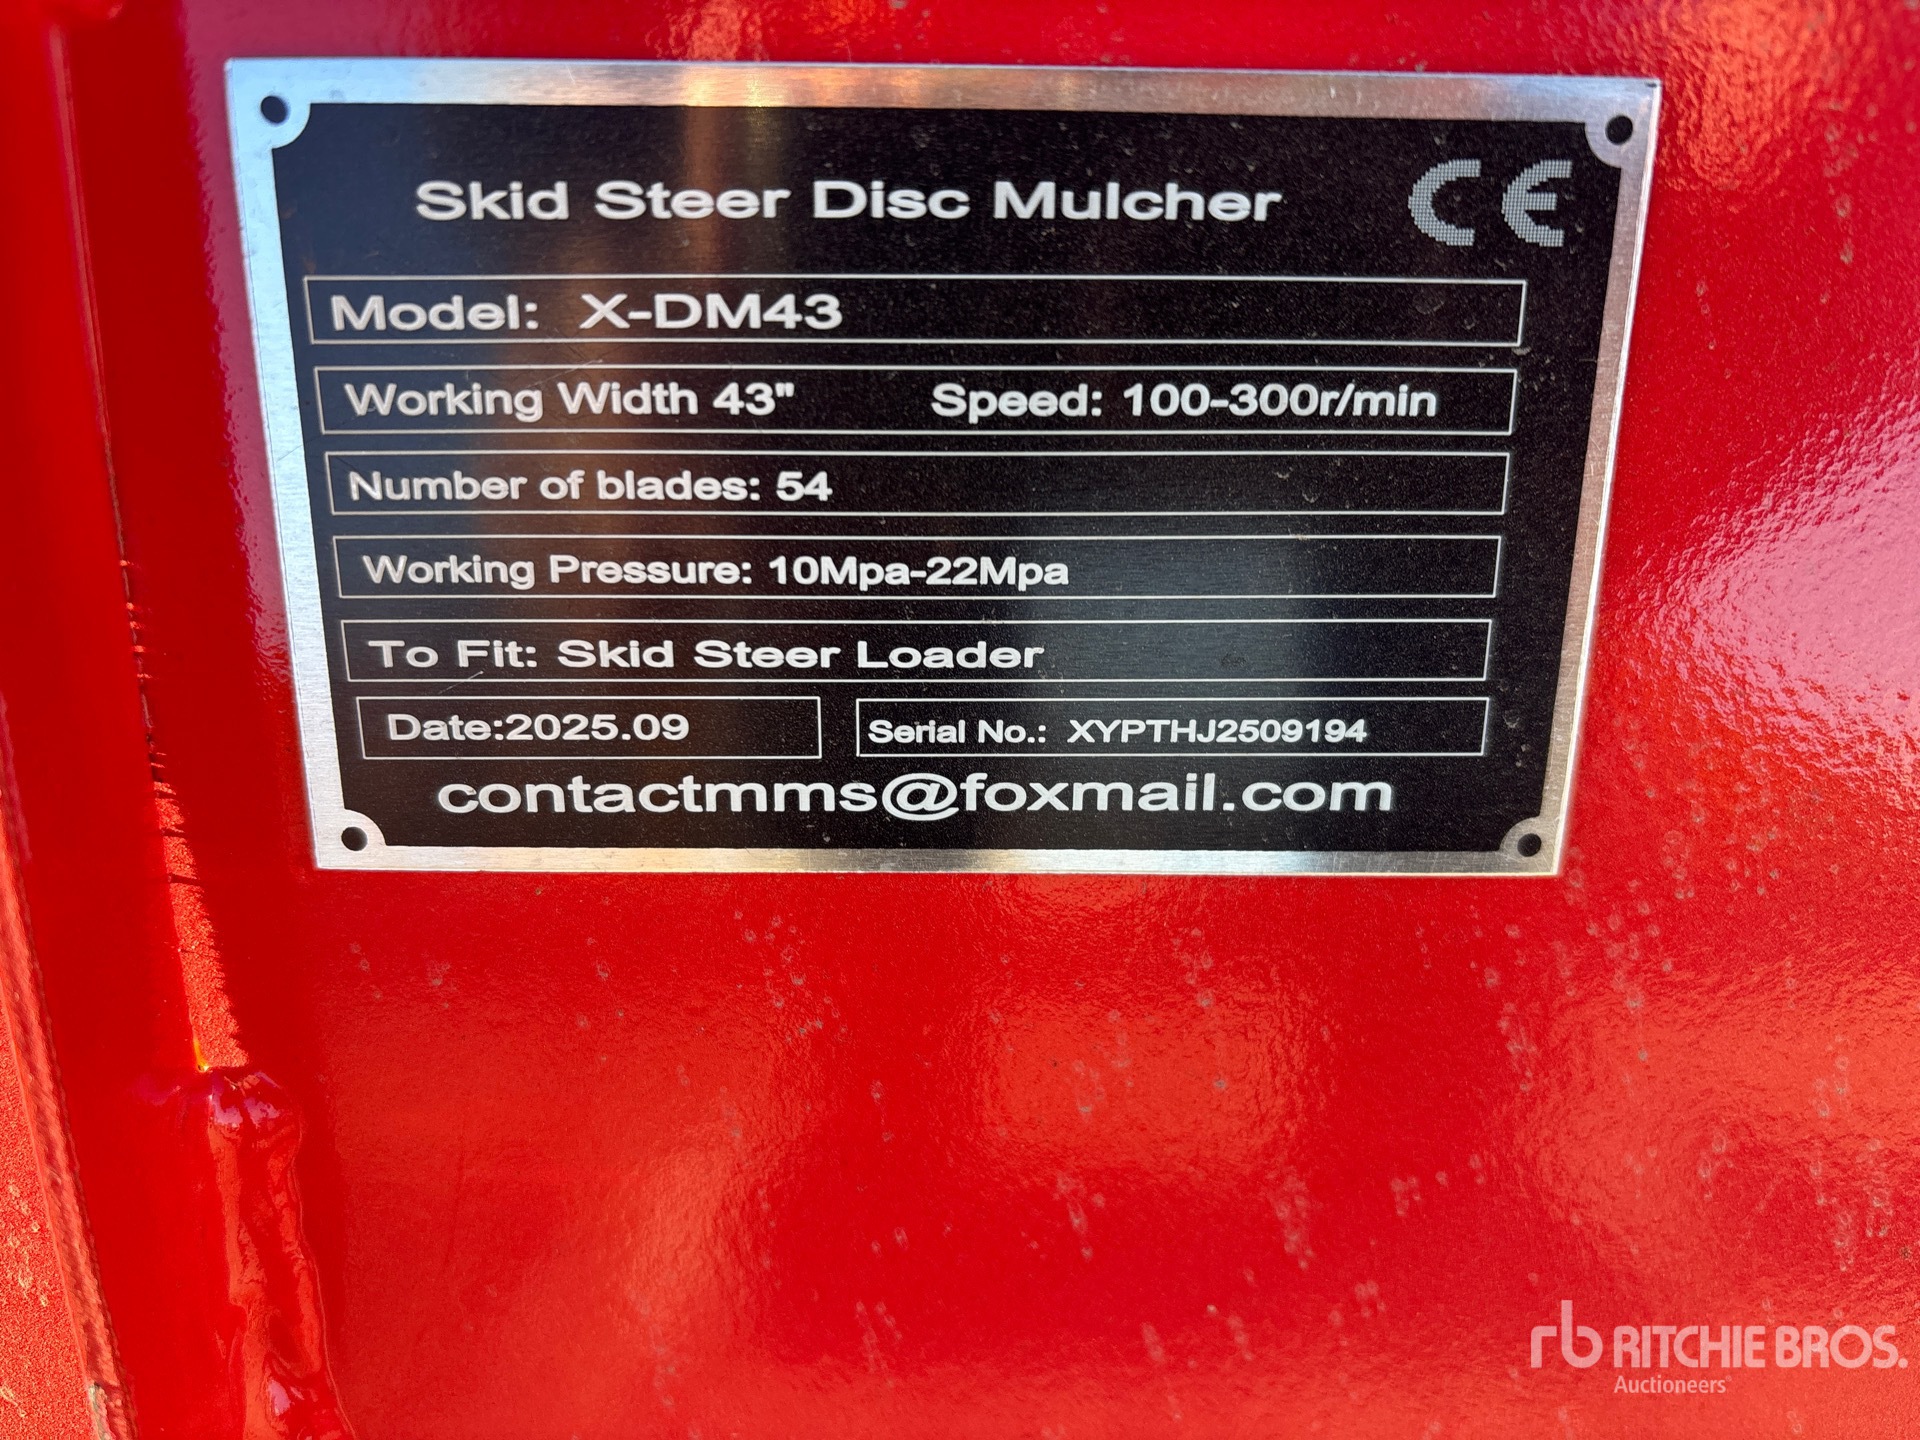 Skid Steer Disc Mulcher CE
Model: X-DM43
Working Width 43" Speed: 100-300r/min
Number of blades: 54
Working Pressure: 10Mpa-22Mpa
To Fit: Skid Steer Loader
Date:2025.09 Serial No.: XYPTHJ2509194
contactmms@foxmail.com
rb RITCHIE BROS.
Auctioneers